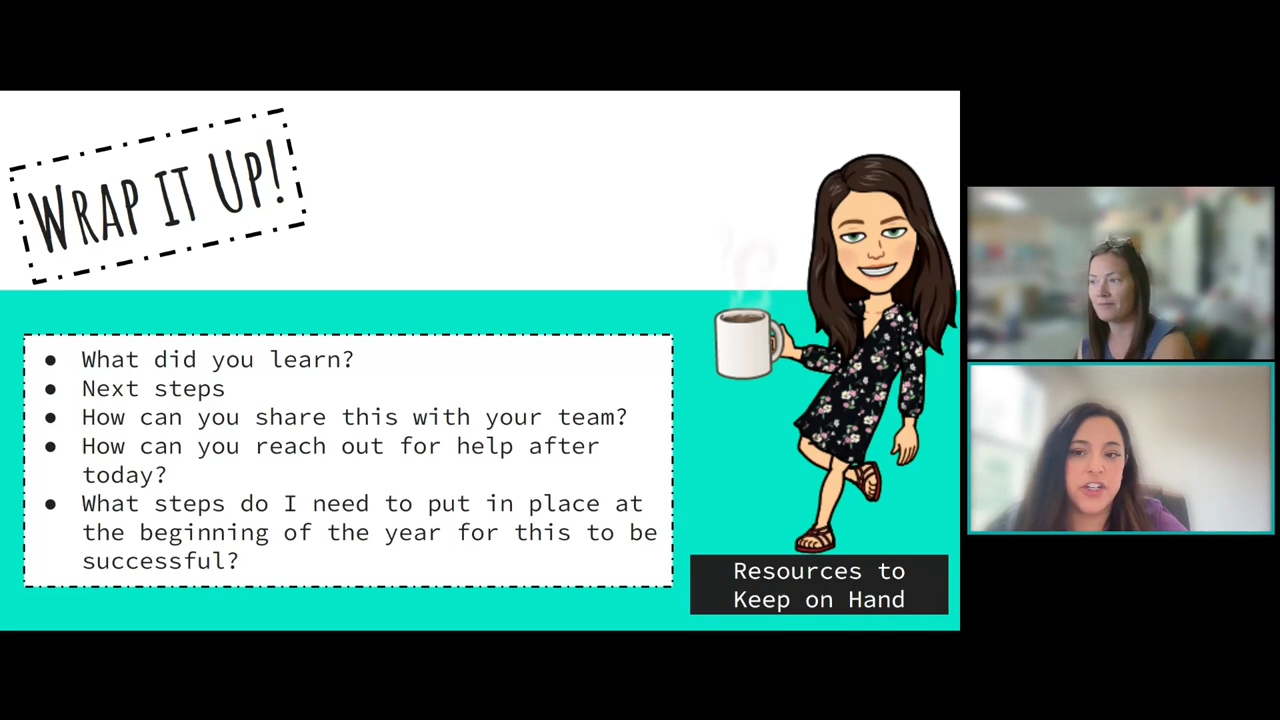 WRAP IT UP!
● What did you learn?
● Next steps
● How can you share this with your team?
● How can you reach out for help after
today?
● What steps do I need to put in place at
the beginning of the year for this to be
successful?
Resources to
Keep on Hand